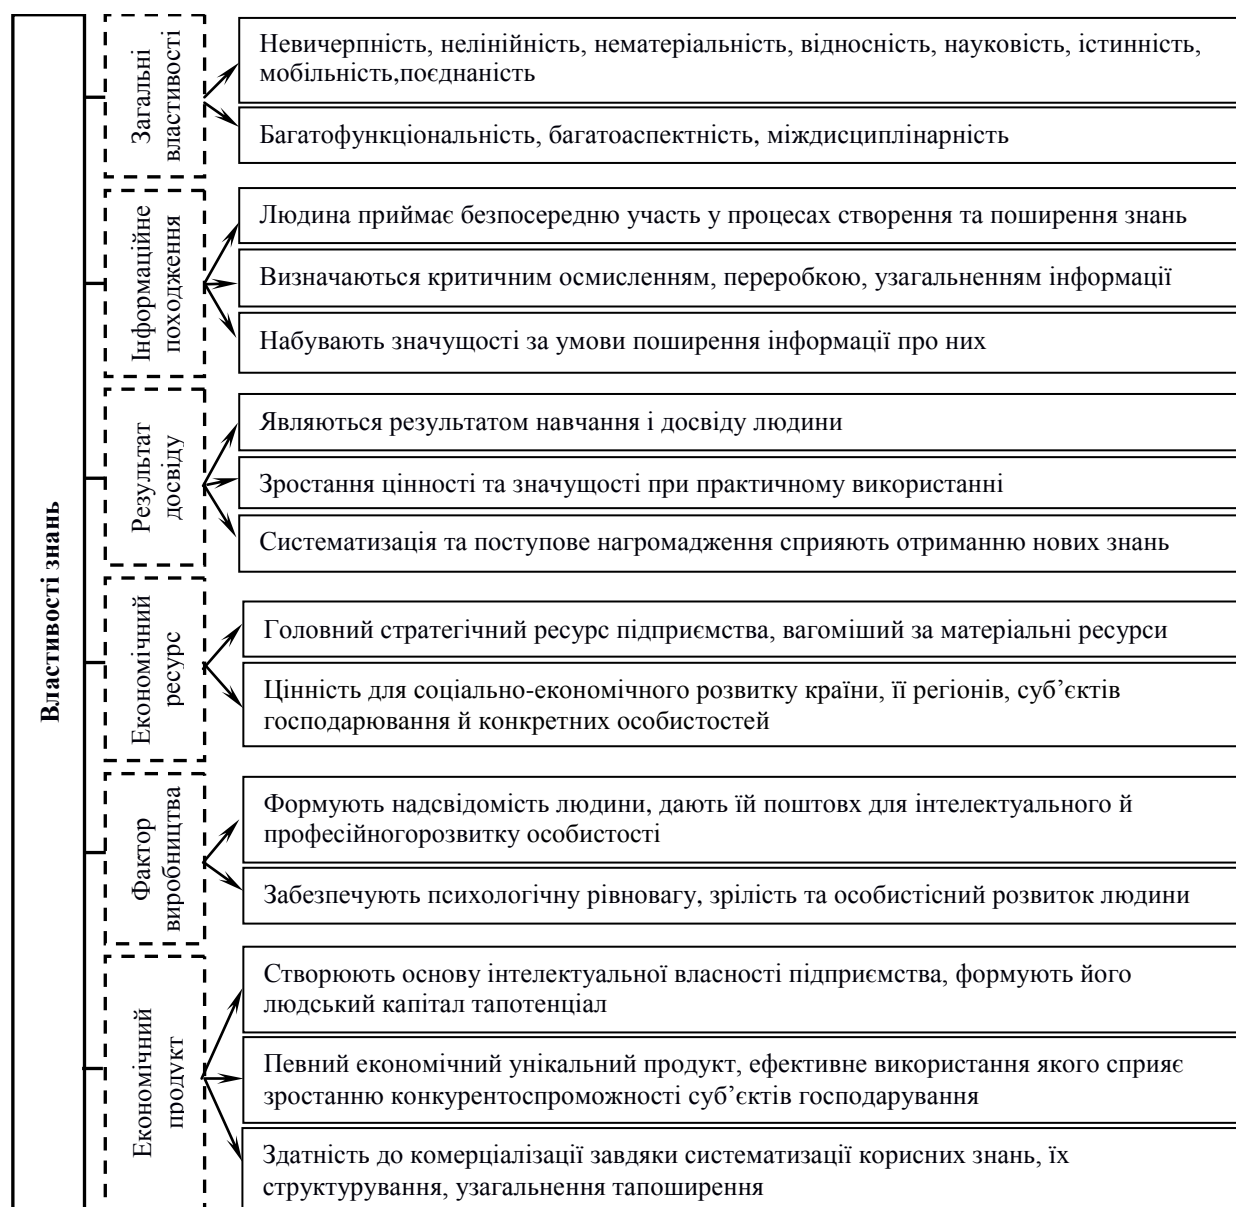 Властивості знань
Загальні
властивості
Невичерпність, нелінійність, нематеріальність, відносність, науковість, істинність,
мобільність,поєднаність
Багатофункціональність, багатоаспектність, міждисциплінарність
Інформаційне
походження
Людина приймає безпосередню участь у процесах створення та поширення знань
Визначаються критичним осмисленням, переробкою, узагальненням інформації
Набувають значущості за умови поширення інформації про них
Результат
досвіду
Являються результатом навчання і досвіду людини
Зростання цінності та значущості при практичному використанні
Систематизація та поступове нагромадження сприяють отриманню нових знань
Економічний
ресурс
Головний стратегічний ресурс підприємства, вагоміший за матеріальні ресурси
Цінність для соціально-економічного розвитку країни, її регіонів, суб’єктів
господарювання й конкретних особистостей
Фактор
виробництва
Формують надсвідомість людини, дають їй поштовх для інтелектуального й
професійногорозвитку особистості
Забезпечують психологічну рівновагу, зрілість та особистісний розвиток людини
Економічний
продукт
Створюють основу інтелектуальної власності підприємства, формують його
людський капітал тапотенціал
Певний економічний унікальний продукт, ефективне використання якого сприяє
зростанню конкурентоспроможності суб’єктів господарування
Здатність до комерціалізації завдяки систематизації корисних знань, їх
структурування, узагальнення тапоширення